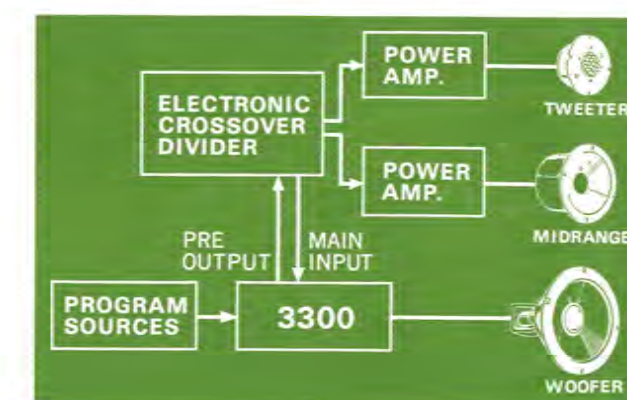 POWER
AMP.
TWEETER
ELECTRONIC
CROSSOVER
DIVIDER
POWER
AMP.
MIDRANGE
PRE
OUTPUT
MAIN
INPUT
PROGRAM
SOURCES
3300
WOOFER